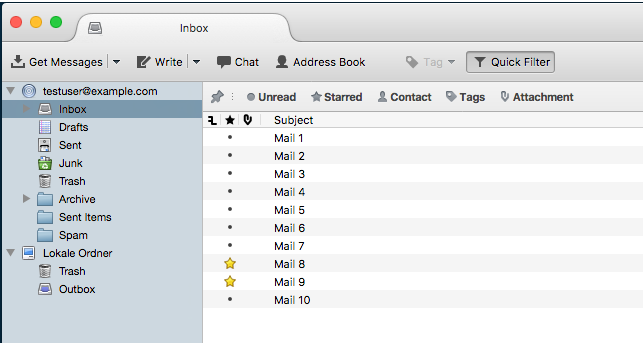 Inbox
Get Messages Write Chat Address Book Tag Quick Filter
testuser@example.com
Inbox
Drafts
Sent
Junk
Trash
Archive
Sent Items
Spam
Lokale Ordner
Trash
Outbox
Unread Starred Contact Tags Attachment
Subject
Mail 1
Mail 2
Mail 3
Mail 4
Mail 5
Mail 6
Mail 7
Mail 8
Mail 9
Mail 10